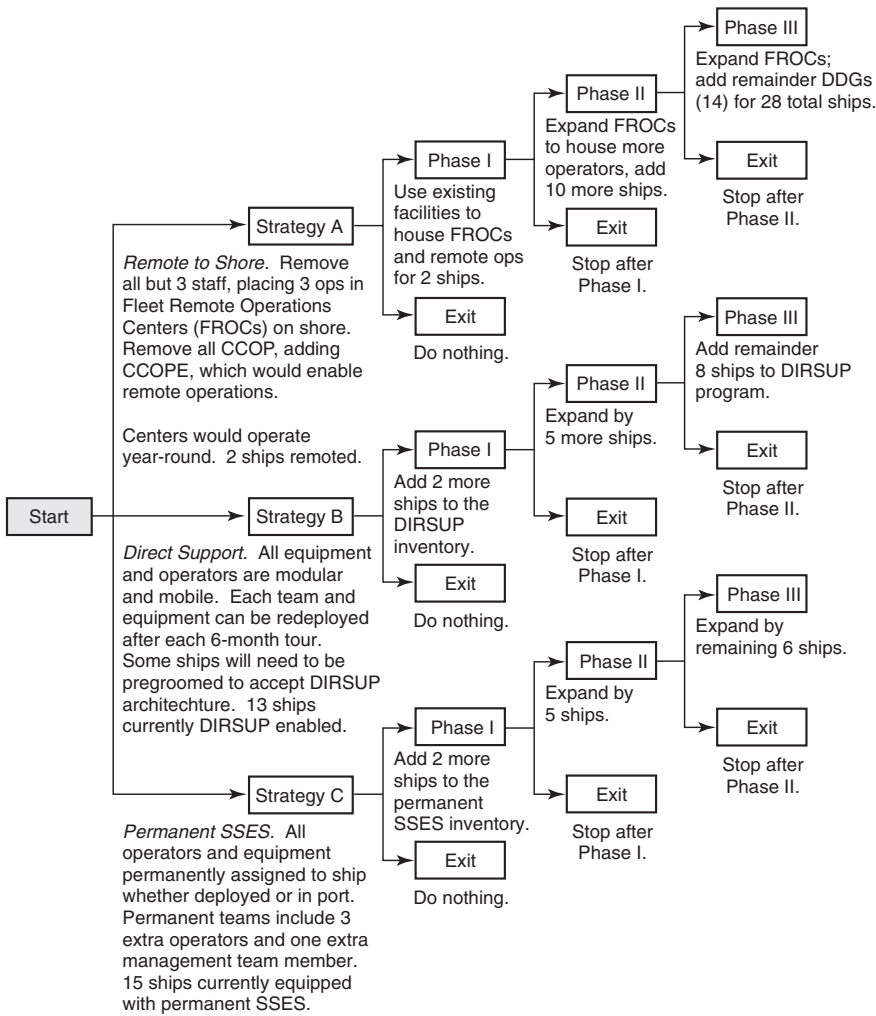 Phase III
Expand FROCs;
add remainder DDGs
(14) for 28 total ships.
Phase II
Expand FROCs
to house more
operators, add
10 more ships.
Exit
Stop after
Phase II.
Phase I
Use existing
facilities to
house FROCs
and remote ops
for 2 ships.
Exit
Stop after
Phase I.
Strategy A
Remote to Shore. Remove
all but 3 staff, placing 3 ops in
Fleet Remote Operations
Centers (FROCs) on shore.
Remove all CCOP, adding
CCOPE, which would enable
remote operations.
Centers would operate
year-round. 2 ships remoted.
Exit
Do nothing.
Phase III
Add remainder
8 ships to DIRSUP
program.
Phase II
Expand by
5 more ships.
Exit
Stop after
Phase II.
Phase I
Add 2 more
ships to the
DIRSUP
inventory.
Exit
Stop after
Phase I.
Start
Strategy B
Direct Support. All equipment
and operators are modular
and mobile. Each team and
equipment can be redeployed
after each 6-month tour.
Some ships will need to be
pregroomed to accept DIRSUP
architechture. 13 ships
currently DIRSUP enabled.
Exit
Do nothing.
Phase III
Expand by
remaining 6 ships.
Phase II
Expand by
5 ships.
Exit
Stop after
Phase II.
Phase I
Add 2 more
ships to the
permanent
SSES inventory.
Exit
Stop after
Phase I.
Strategy C
Permanent SSES. All
operators and equipment
permanently assigned to ship
whether deployed or in port.
Permanent teams include 3
extra operators and one extra
management team member.
15 ships currently equipped
with permanent SSES.
Exit
Do nothing.